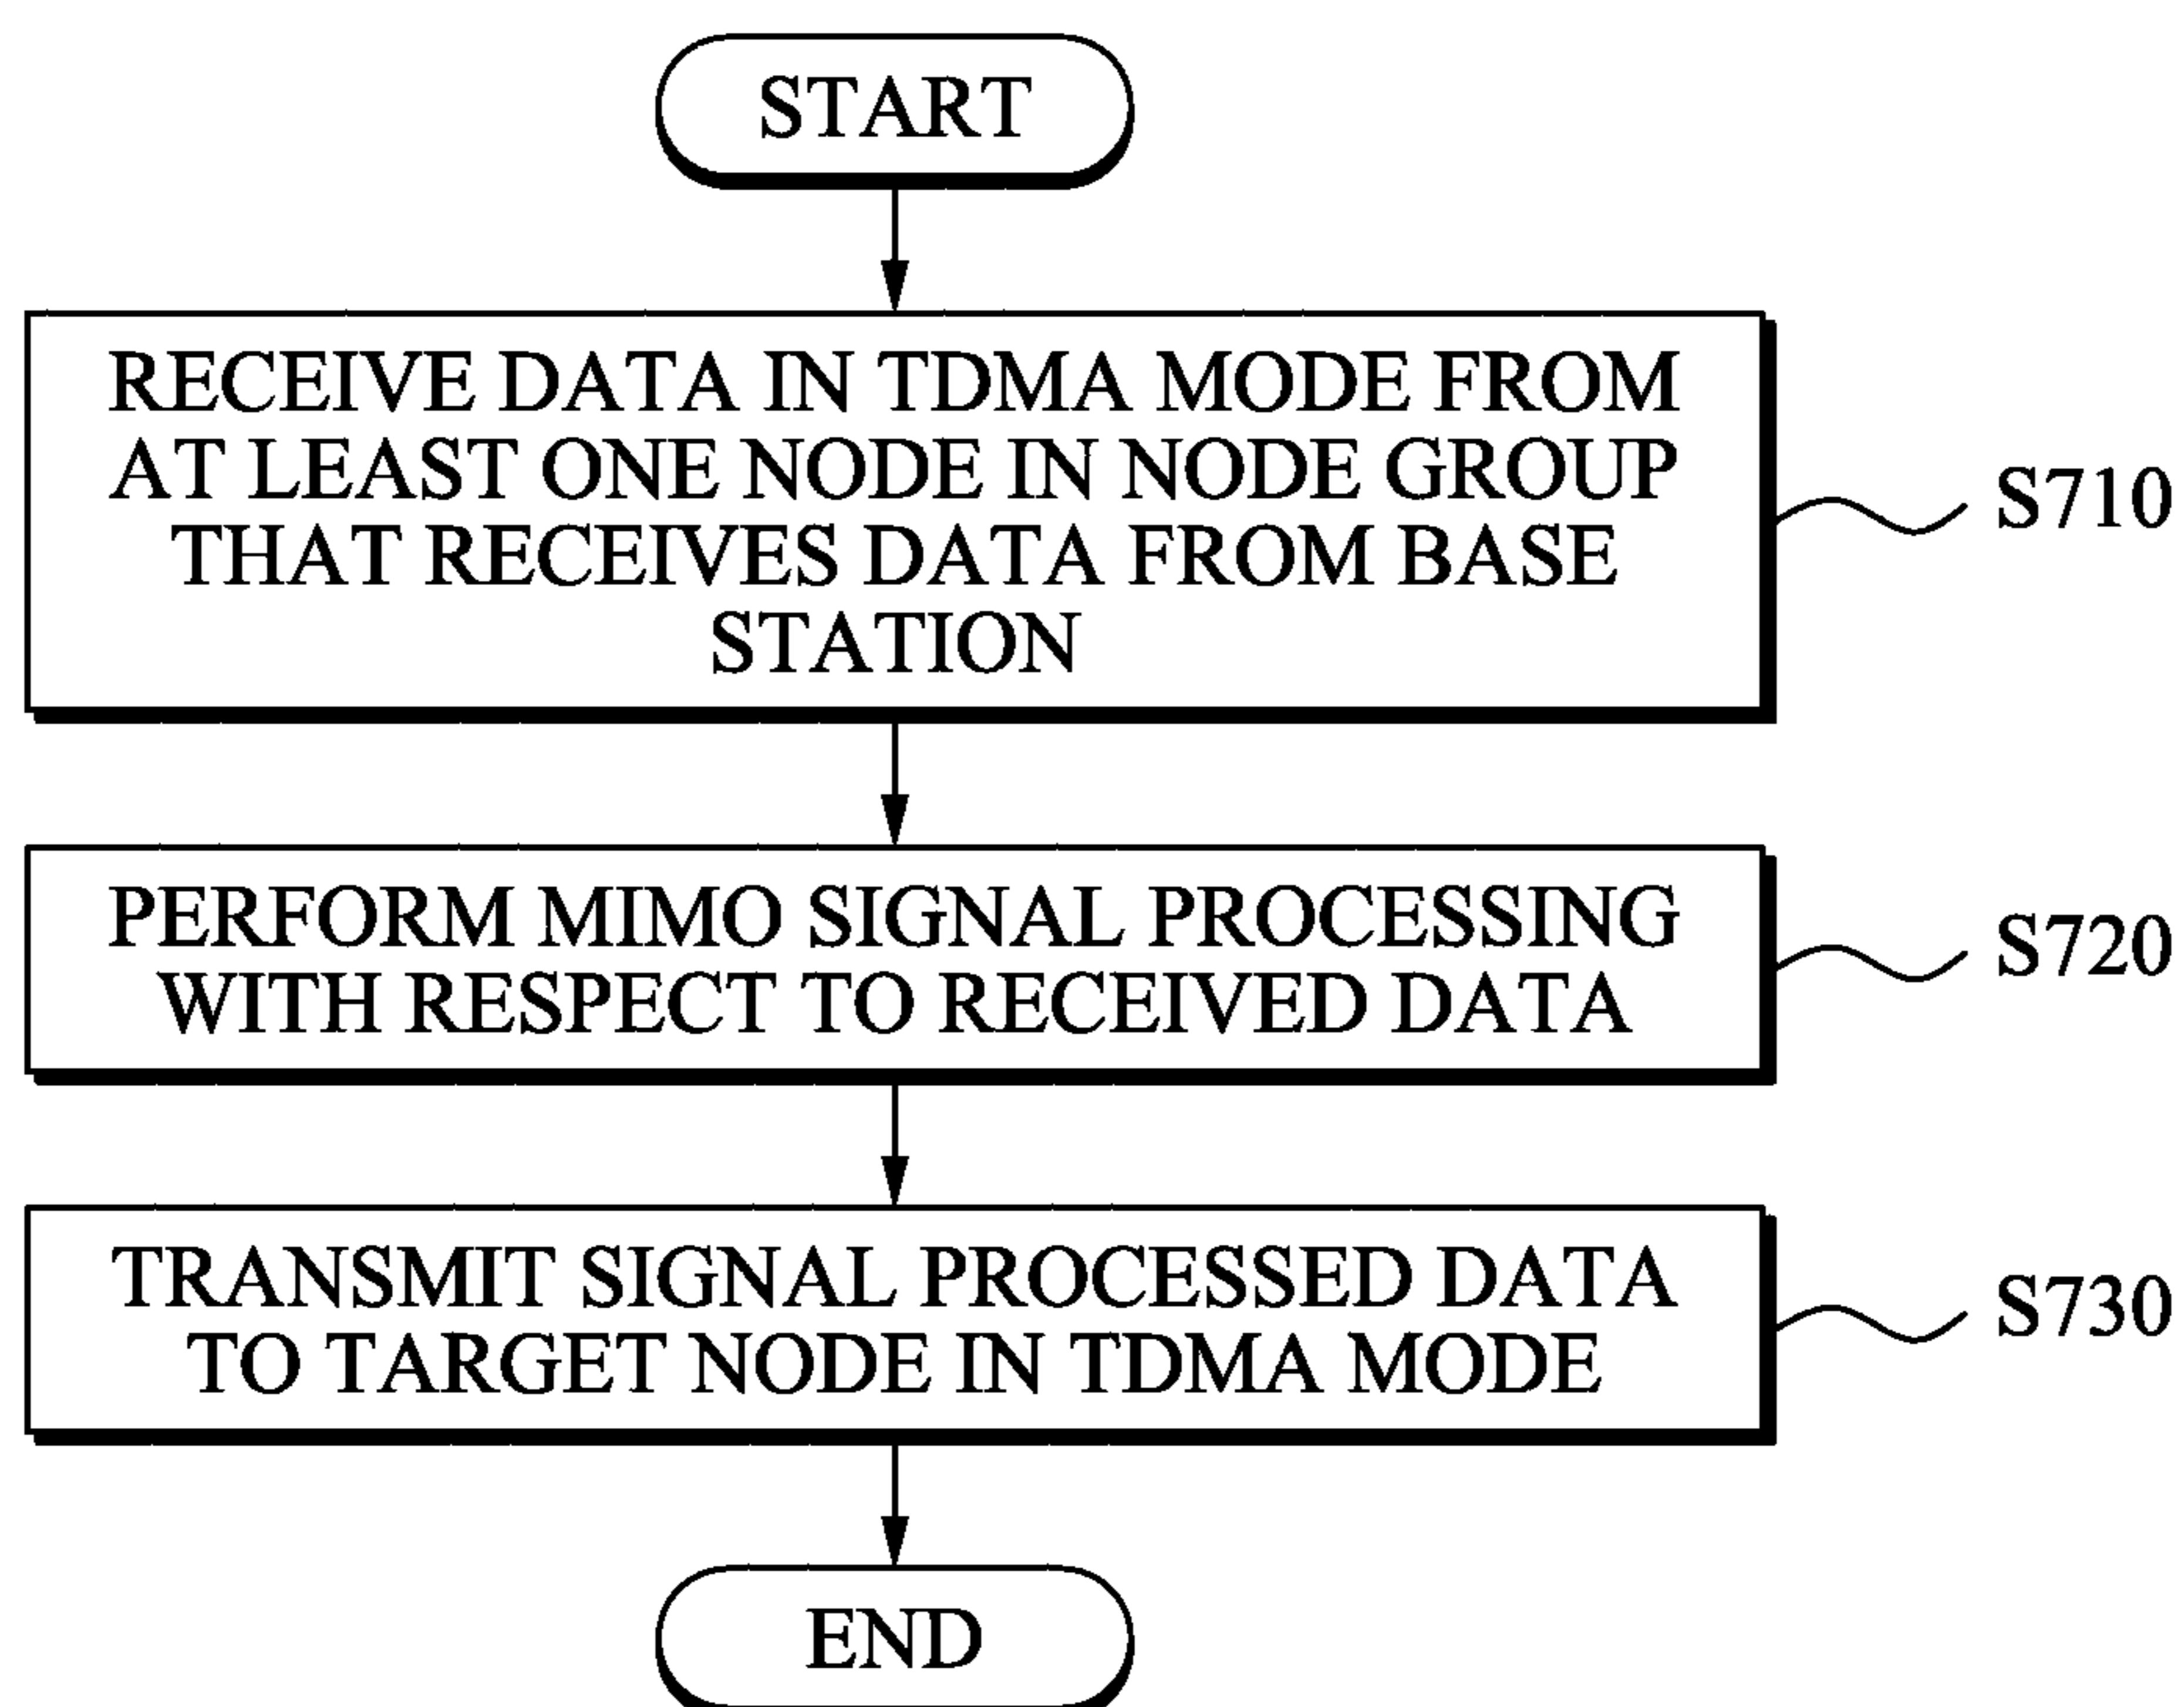 START
RECEIVE DATA IN TDMA MODE FROM
AT LEAST ONE NODE IN NODE GROUP
THAT RECEIVES DATA FROM BASE
STATION
S710
PERFORM MIMO SIGNAL PROCESSING
WITH RESPECT TO RECEIVED DATA
S720
TRANSMIT SIGNAL PROCESSED DATA
TO TARGET NODE IN TDMA MODE
S730
END